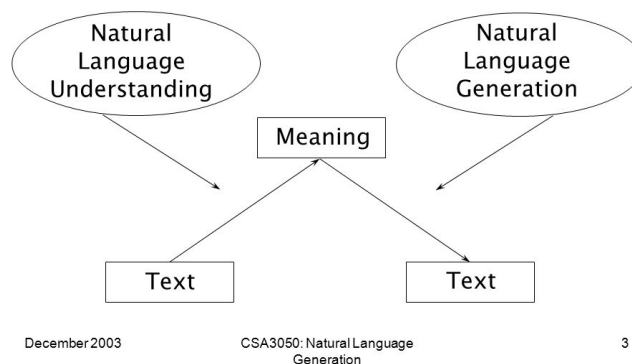 Natural
Language
Understanding
Natural
Language
Generation
Meaning
Text
Text
December 2003
CSA3050: Natural Language
Generation
3